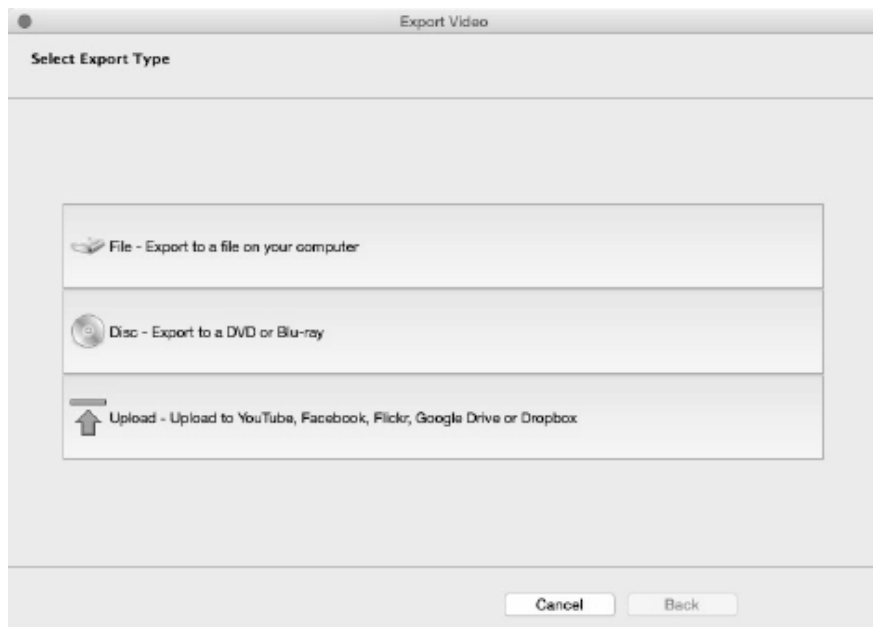 Export Video
Select Export Type
File - Export to a file on your computer
Disc - Export to a DVD or Blu-ray
Upload - Upload to YouTube, Facebook, Flickr, Google Drive or Dropbox
Cancel
Back